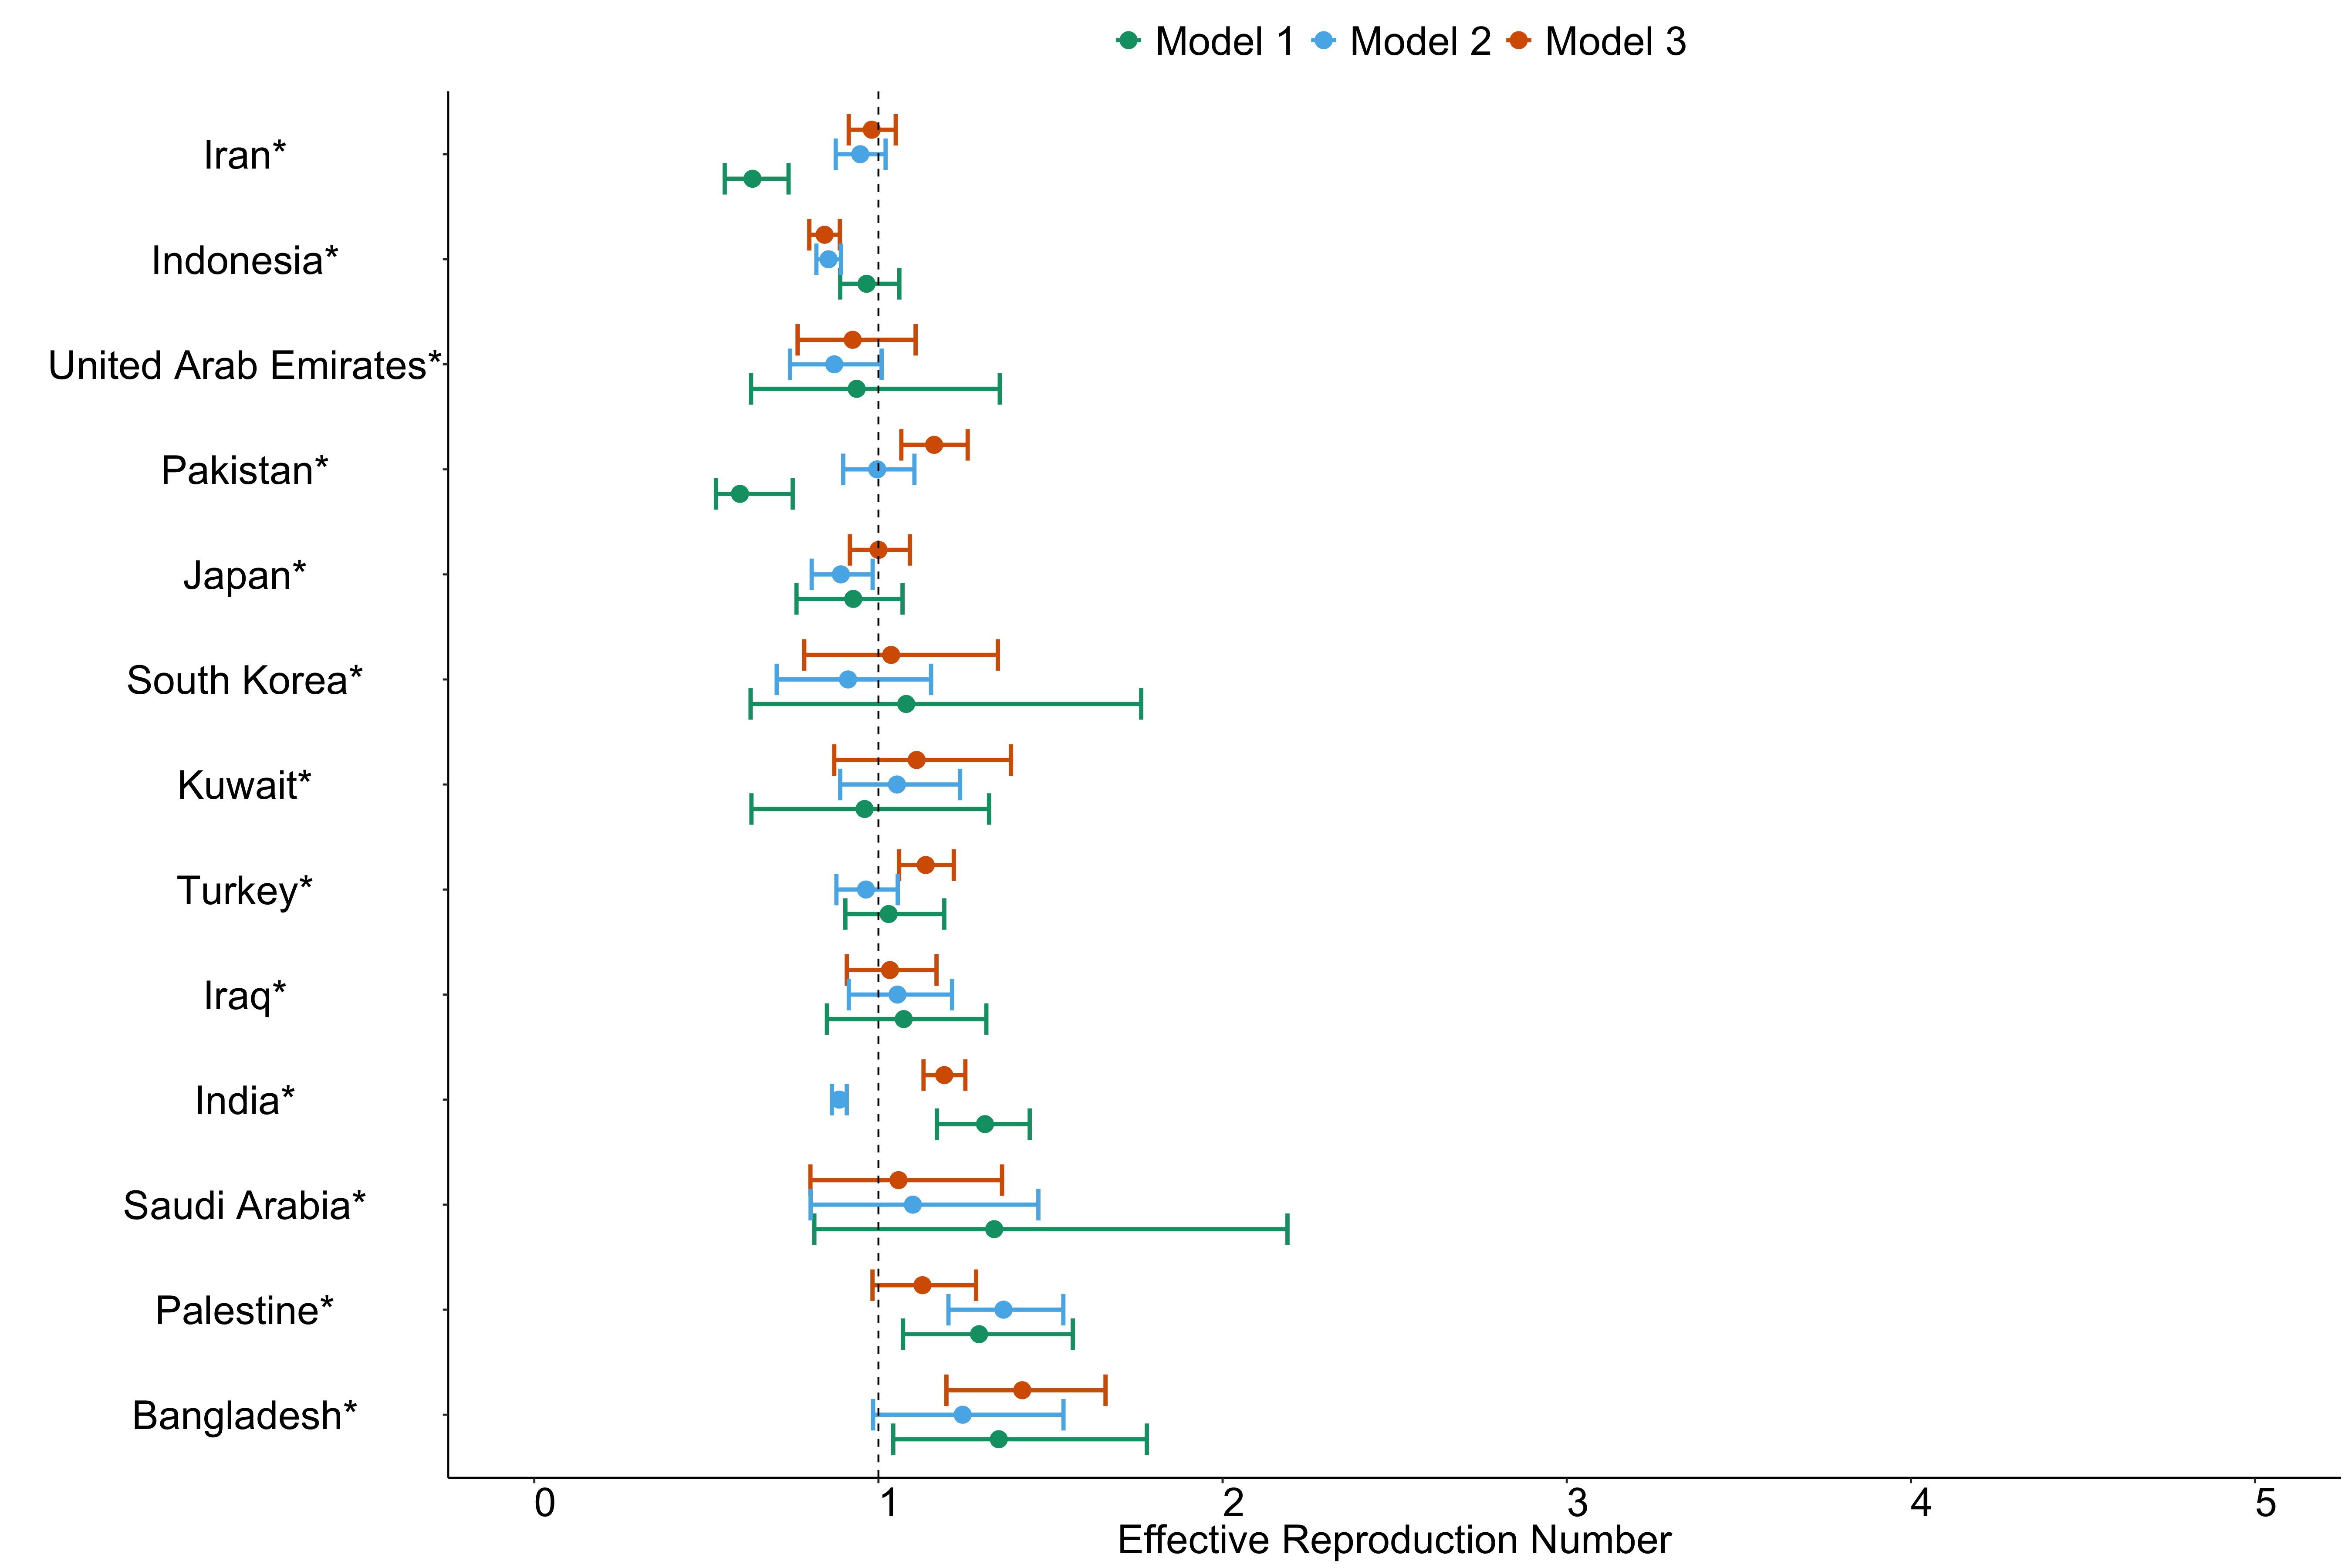 Model 1 Model 2 Model 3
Iran*
Indonesia*
United Arab Emirates*
Pakistan*
Japan*
South Korea*
Kuwait*
Turkey*
Iraq*
India*
Saudi Arabia*
Palestine*
Bangladesh*
0 1 2 3 4 5
Effective Reproduction Number